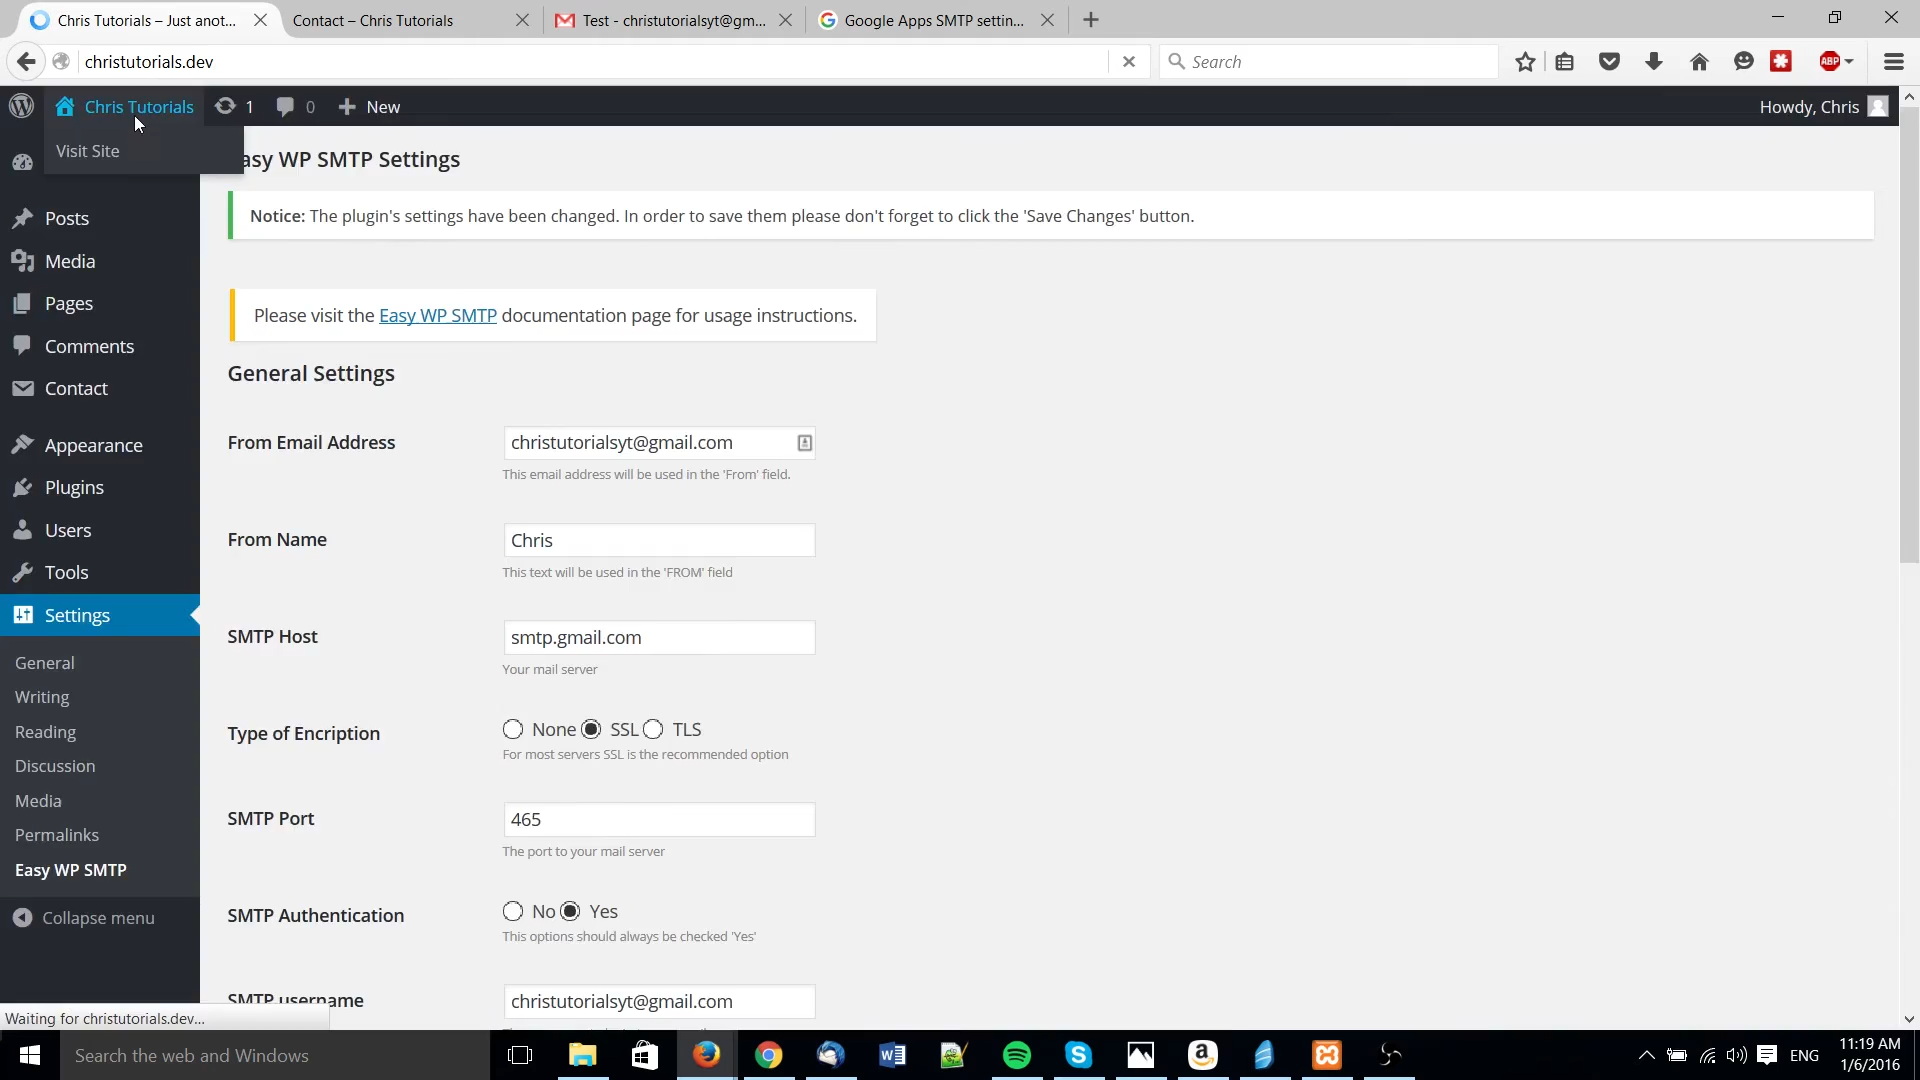 Chris Tutorials – Just anot...
Contact – Chris Tutorials
Test - christutorialsyt@gm...
Google Apps SMTP settin...
christutorials.dev
Search
ABP
Chris Tutorials
1
0
New
Howdy, Chris
Visit Site
asy WP SMTP Settings
Notice: The plugin's settings have been changed. In order to save them please don't forget to click the 'Save Changes' button.
Posts
Media
Pages
Comments
Contact
Appearance
Plugins
Users
Tools
Settings
General
Writing
Reading
Discussion
Media
Permalinks
Easy WP SMTP
Collapse menu
Please visit the Easy WP SMTP documentation page for usage instructions.
General Settings
From Email Address
christutorialsyt@gmail.com
This email address will be used in the 'From' field.
From Name
Chris
This text will be used in the 'FROM' field
SMTP Host
smtp.gmail.com
Your mail server
Type of Encription
None SSL TLS
For most servers SSL is the recommended option
SMTP Port
465
The port to your mail server
SMTP Authentication
No Yes
This options should always be checked 'Yes'
SMTP username
christutorialsyt@gmail.com
Waiting for christutorials.dev...
Search the web and Windows
ENG
11:19 AM
1/6/2016